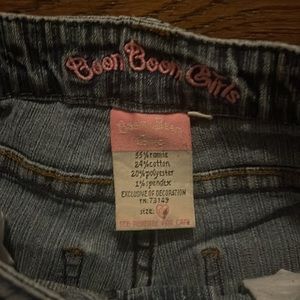 Boom Boom Girls
55% ramie
24% cotton
20% polyester
1% spandex
EXCLUSIVE OF DECORATION
RN: 73149
SIZE:
SEE REVERSE FOR CARE